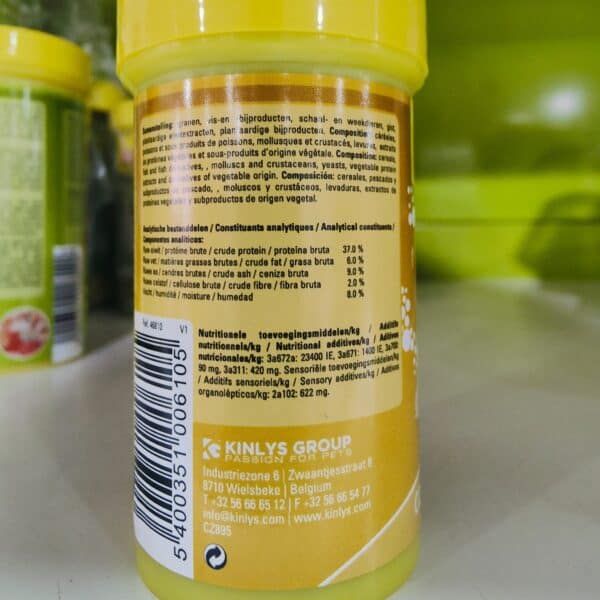 Samenstelling: granen, vis-en bijproducten, schaal- en weekdieren, gist,
plantaardige eiwitextracten, plantaardige bijproducten. Composition: céréales,
poissons et sous-produits de poissons, mollusques et crustacés, levures, extraits
de protéines végétales et sous-produits d'origine végétale. Composition: cereals,
fish and fish derivatives, , molluscs and crustaceans, yeasts, vegetable protein
extracts and derivatives of vegetable origin. Composición: cereales, pescados y
subproductos de pescado, , moluscos y crustáceos, levaduras, extractos de
proteínas vegetales y subproductos de origen vegetal.
Analytische bestanddelen / Constituants analytiques / Analytical constituents /
Componentes analíticos:
Ruwe eiwit / protéine brute / crude protein / proteína bruta 37.0 %
Ruwe vet / matières grasses brutes / crude fat / grasa bruta 6.0 %
Ruwe as / cendres brutes / crude ash / ceniza bruta 9.0 %
Ruwe celstof / cellulose brute / crude fibre / fibra bruta 2.0 %
Vocht / humidité / moisture / humedad 8.0 %
Ref. 46810 V1
Nutritionele toevoegingsmiddelen/kg / Additifs
nutritionnels/kg / Nutritional additives/kg / Aditivos
nutricionales/kg: 3a672a: 23400 IE, 3a671: 1400 IE, 3a700:
90 mg, 3a311: 420 mg. Sensoriële toevoegingsmiddelen/kg
/ Additifs sensoriels/kg / Sensory additives/kg / Aditivos
organolépticos/kg: 2a102: 622 mg.
5 400351 006105
KINLYS GROUP
PASSION FOR PETS
Industriezone 6 | Zwaantjesstraat 8
8710 Wielsbeke | Belgium
T +32 56 66 65 12 | F +32 56 66 54 77
info@kinlys.com | www.kinlys.com
C2895